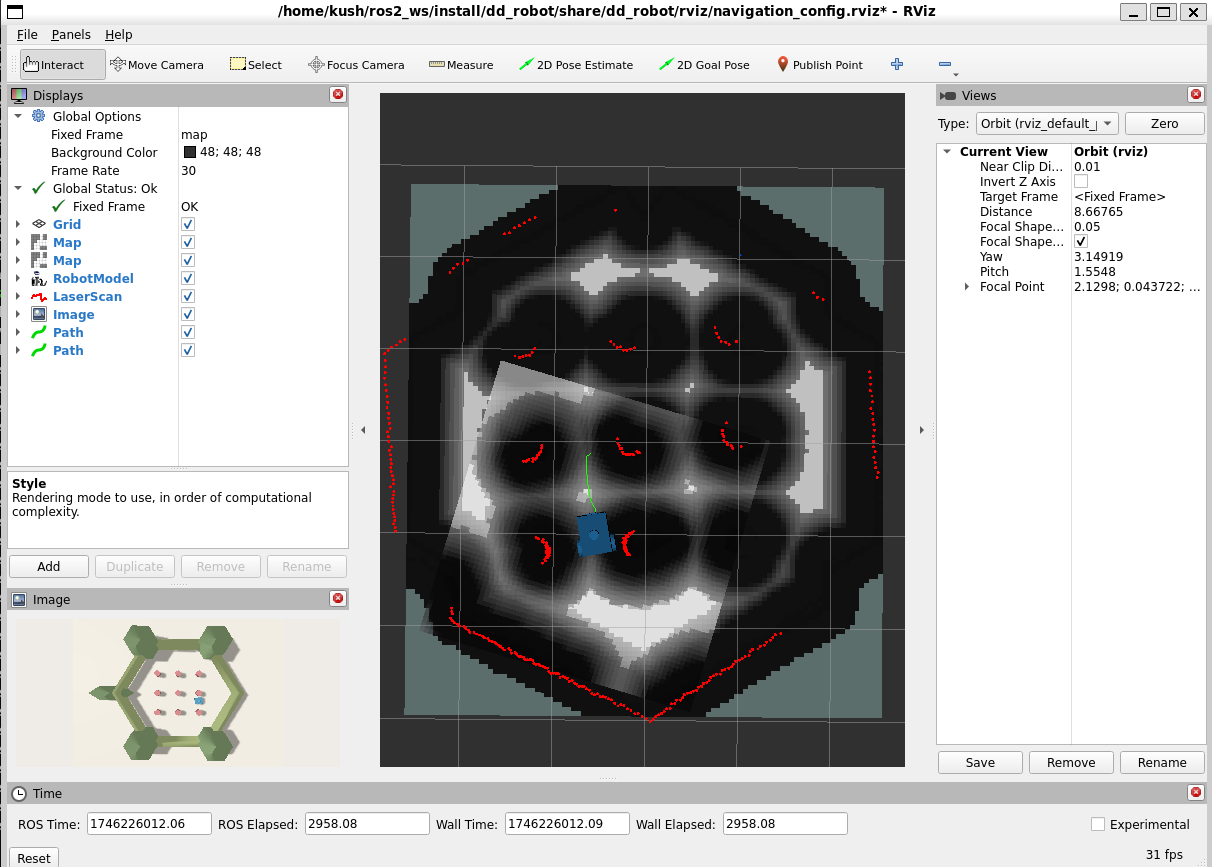 /home/kush/ros2_ws/install/dd_robot/share/dd_robot/rviz/navigation_config.rviz* - RViz
File Panels Help
Interact Move Camera Select Focus Camera Measure 2D Pose Estimate 2D Goal Pose Publish Point
Displays
Global Options
Fixed Frame map
Background Color 48; 48; 48
Frame Rate 30
Global Status: Ok
Fixed Frame OK
Grid
Map
Map
RobotModel
LaserScan
Image
Path
Path
Style
Rendering mode to use, in order of computational
complexity.
Add Duplicate Remove Rename
Image
Views
Type: Orbit (rviz_default_ Zero
Current View Orbit (rviz)
Near Clip Di... 0.01
Invert Z Axis
Target Frame <Fixed Frame>
Distance 8.66765
Focal Shape... 0.05
Focal Shape...
Yaw 3.14919
Pitch 1.5548
Focal Point 2.1298; 0.043722; ...
Save Remove Rename
Time
ROS Time: 1746226012.06 ROS Elapsed: 2958.08 Wall Time: 1746226012.09 Wall Elapsed: 2958.08 Experimental
Reset 31 fps